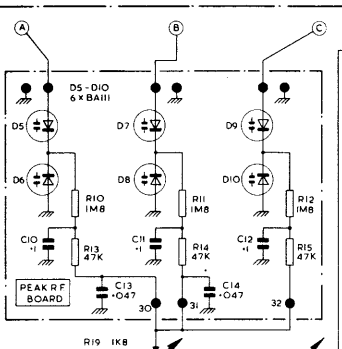 A B C
D5-D10
6 × BA111
D5 D7 D9
D6 D8 D10
R10
1M8
R11
1M8
R12
1M8
C10
·1
C11
·1
C12
·1
R13
47K
R14
47K
R15
47K
PEAK RF
BOARD
C13
·047
C14
·047
30 31 32
R19 1K8